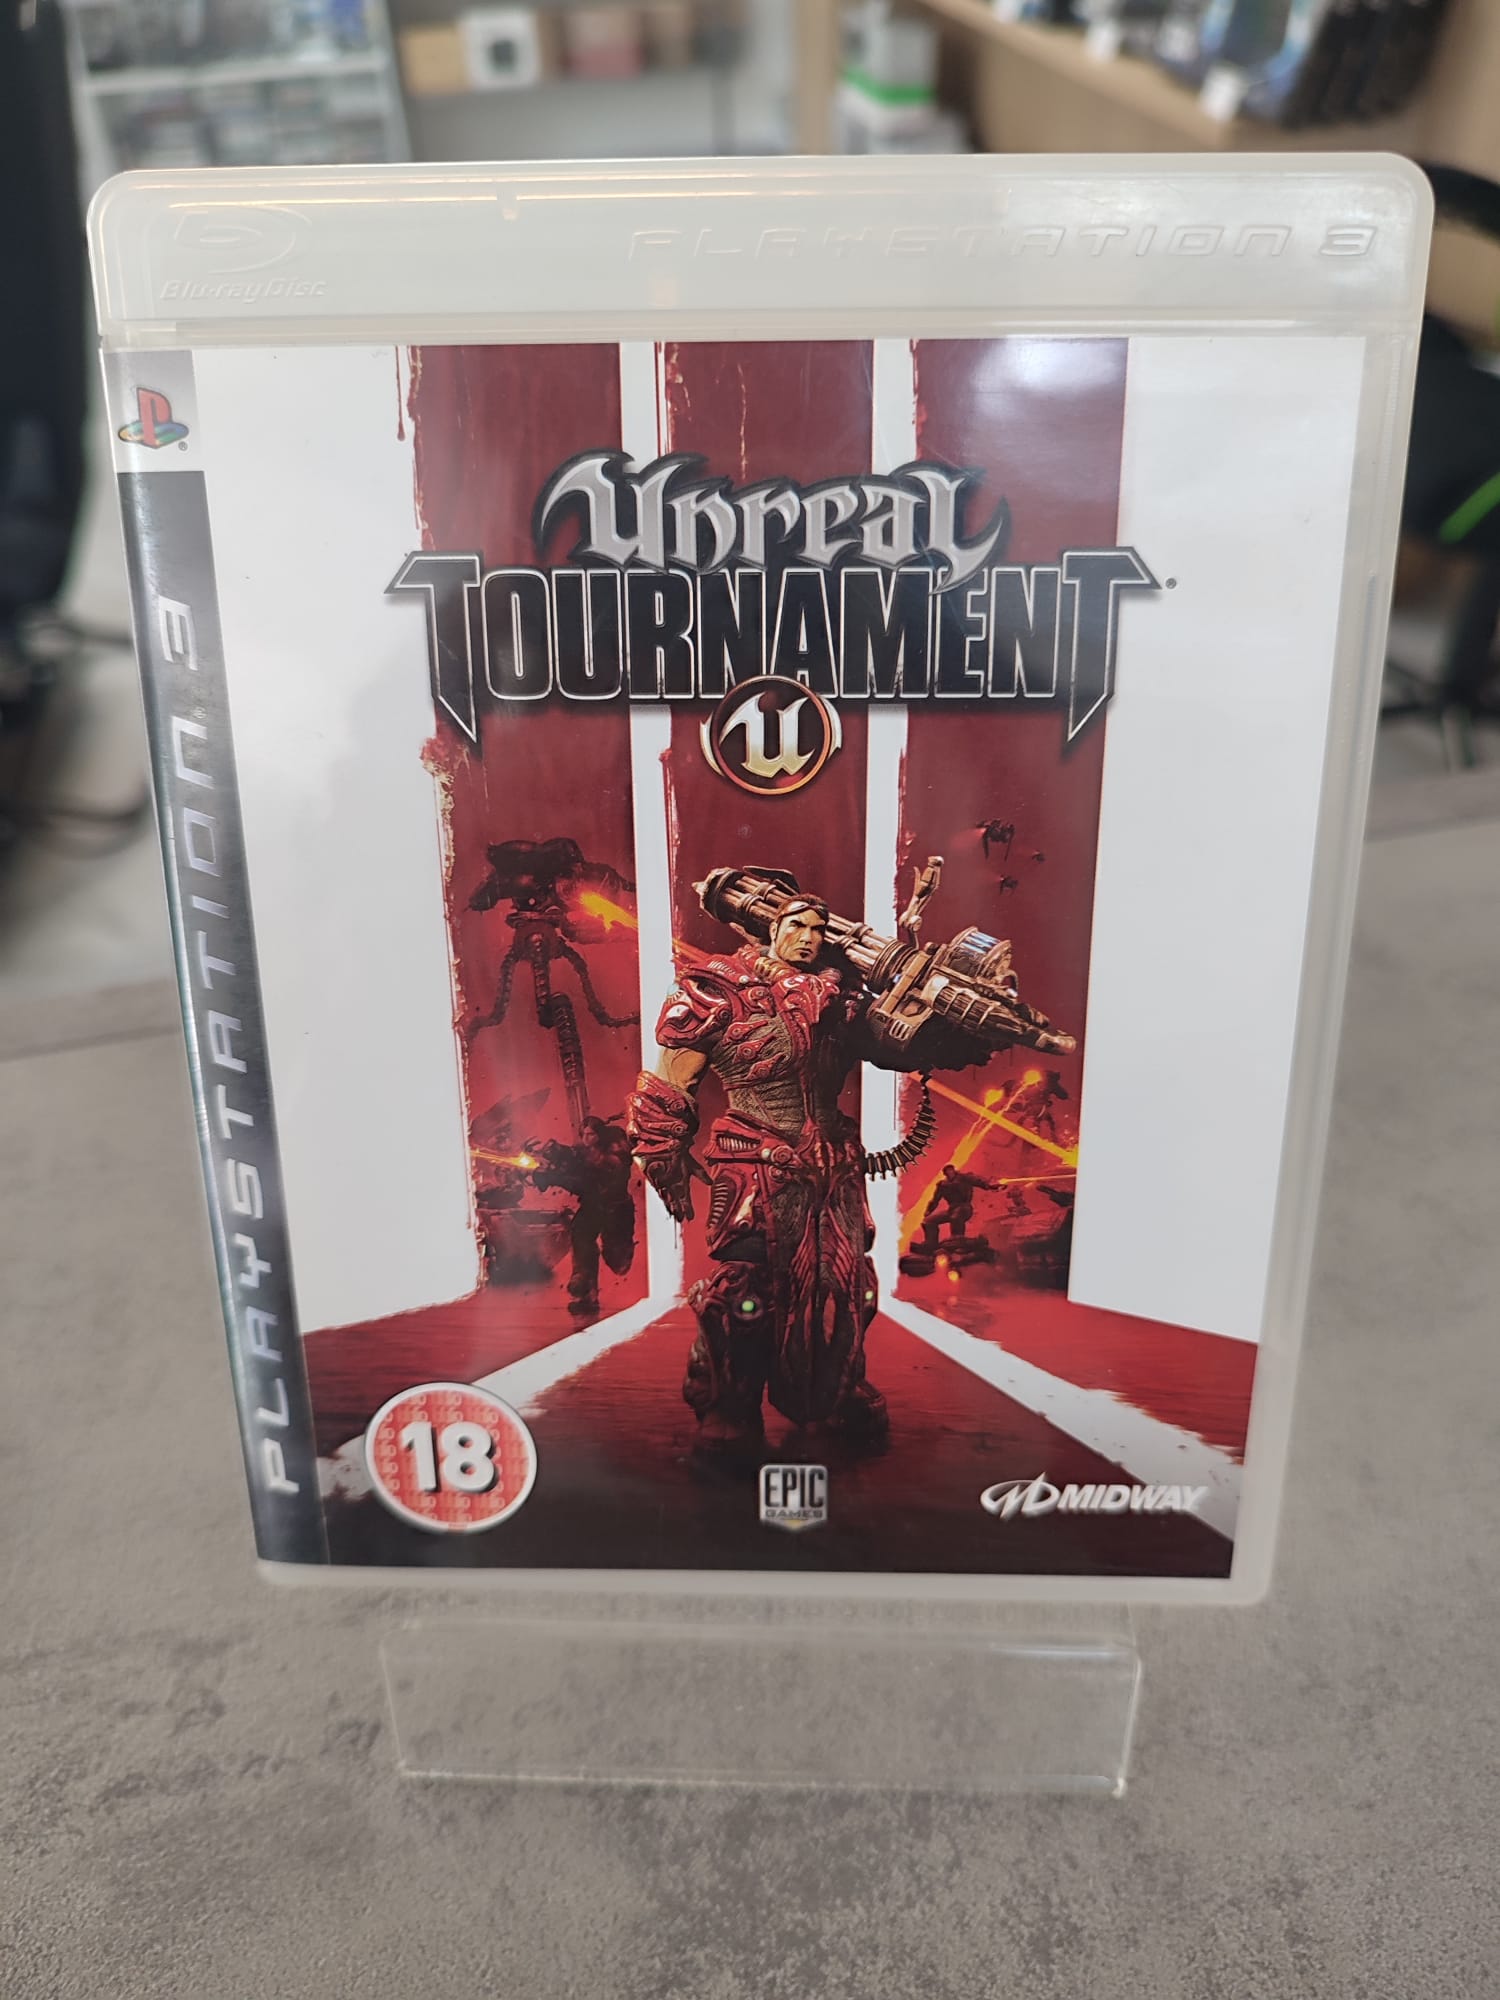 Blu-ray Disc
PLAYSTATION 3
PLAYSTATION 3
Unreal
TOURNAMENT®
U
18
EPIC
GAMES
MIDWAY